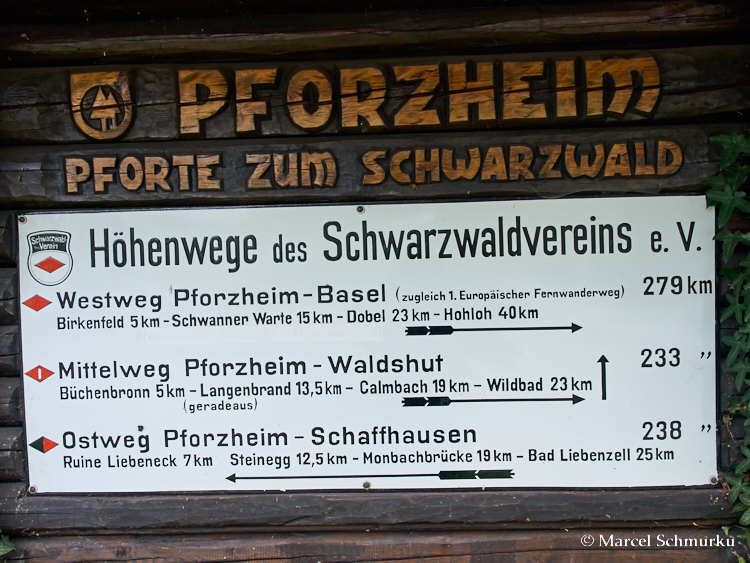 PFORZHEIM
PFORTE ZUM SCHWARZWALD
Schwarzwald
Verein
Höhenwege des Schwarzwaldvereins e. V.
Westweg Pforzheim-Basel (zugleich 1. Europäischer Fernwanderweg) 279 km
Birkenfeld 5 km - Schwanner Warte 15 km - Dobel 23 km - Hohloh 40 km
Mittelweg Pforzheim - Waldshut 233 "
Büchenbronn 5 km - Langenbrand 13,5 km - Calmbach 19 km - Wildbad 23 km
(geradeaus)
Ostweg Pforzheim - Schaffhausen 238 "
Ruine Liebeneck 7 km Steinegg 12,5 km - Monbachbrücke 19 km - Bad Liebenzell 25 km
© Marcel Schmurku